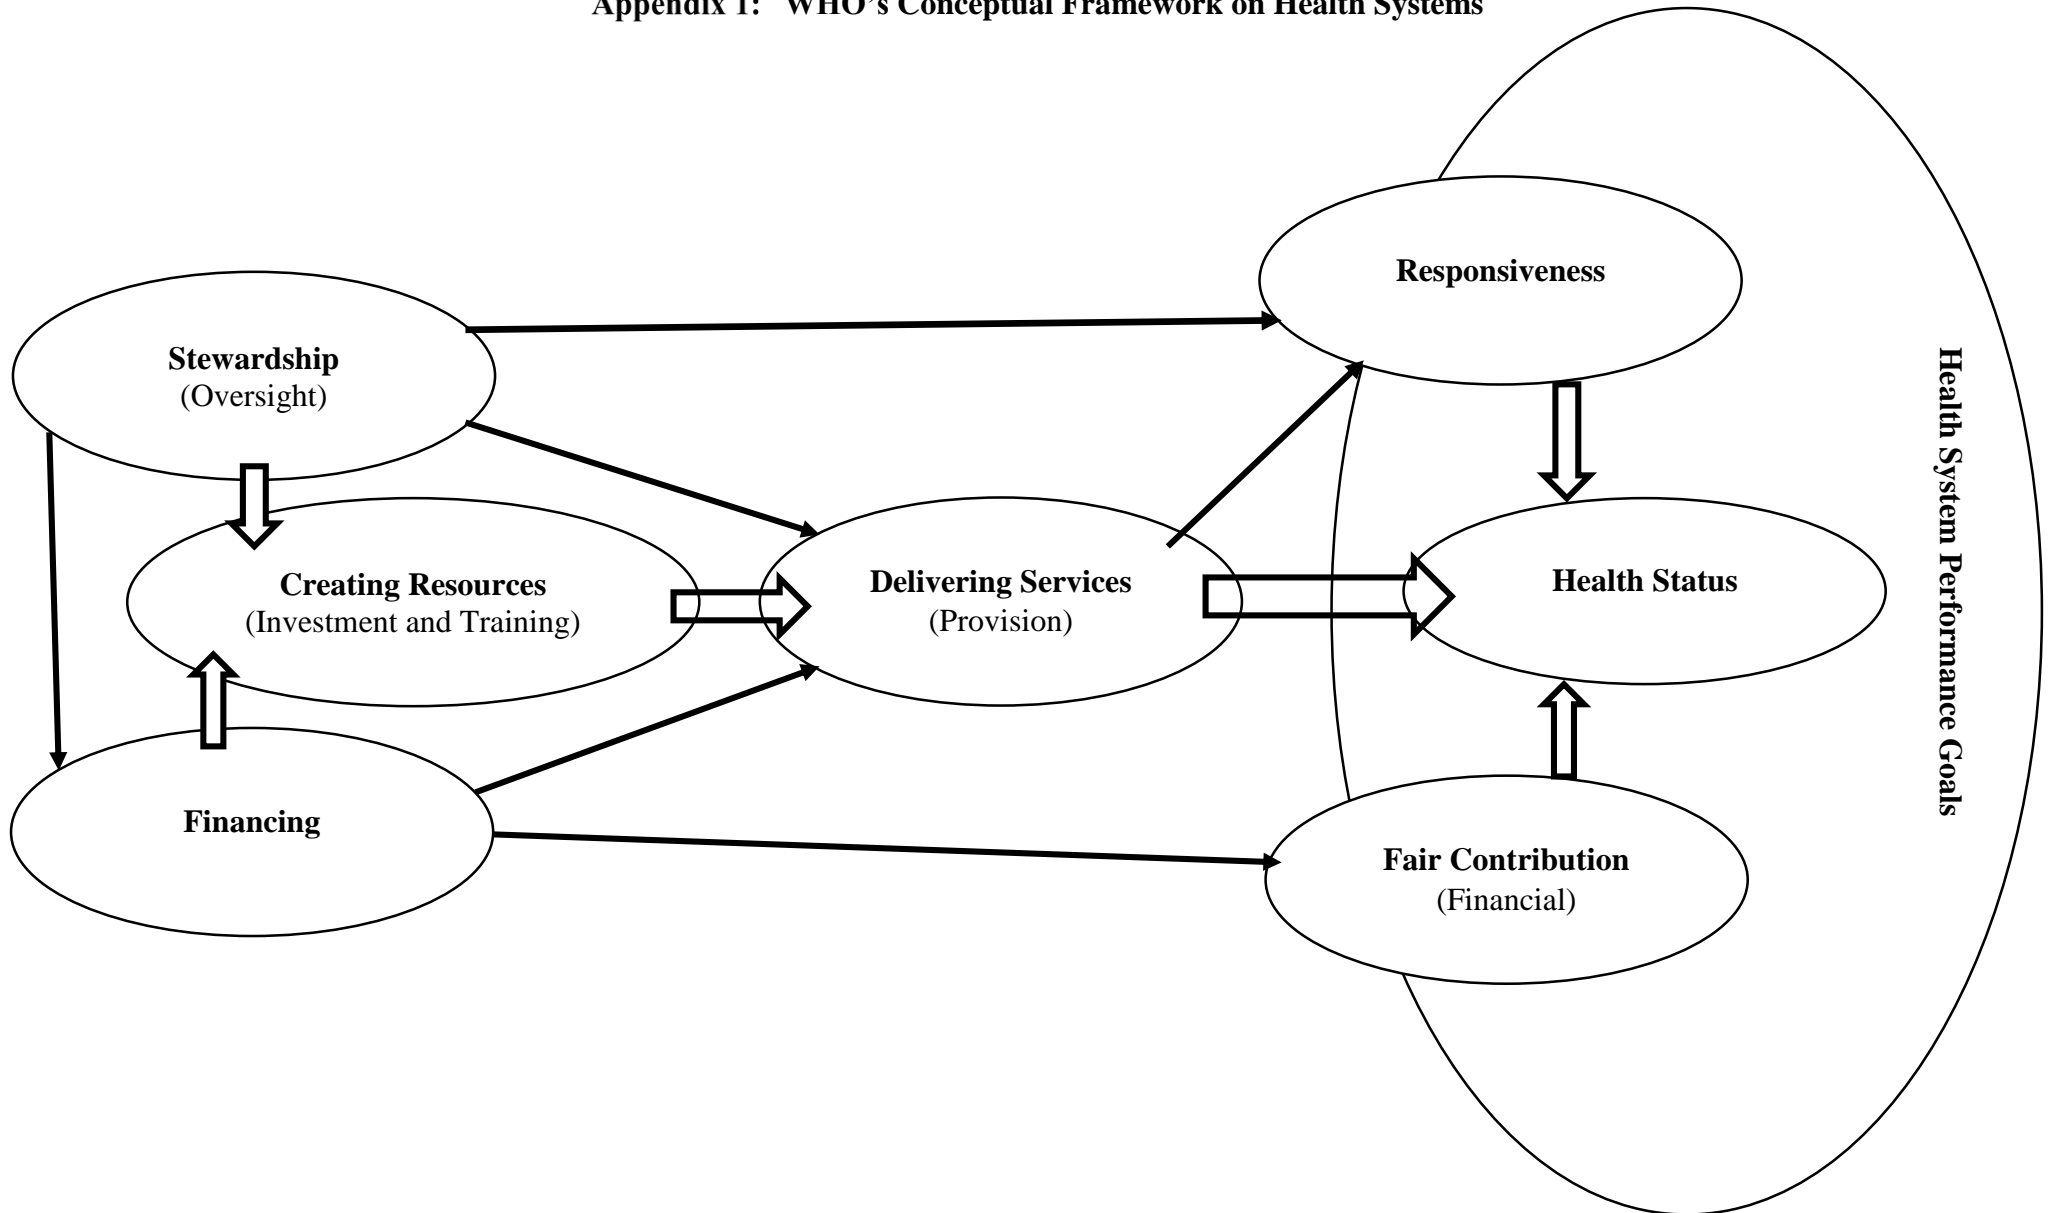 Appendix 1: WHO's Conceptual Framework on Health Systems
Responsiveness
Stewardship
(Oversight)
Creating Resources
(Investment and Training)
Delivering Services
(Provision)
Health Status
Financing
Fair Contribution
(Financial)
Health System Performance Goals